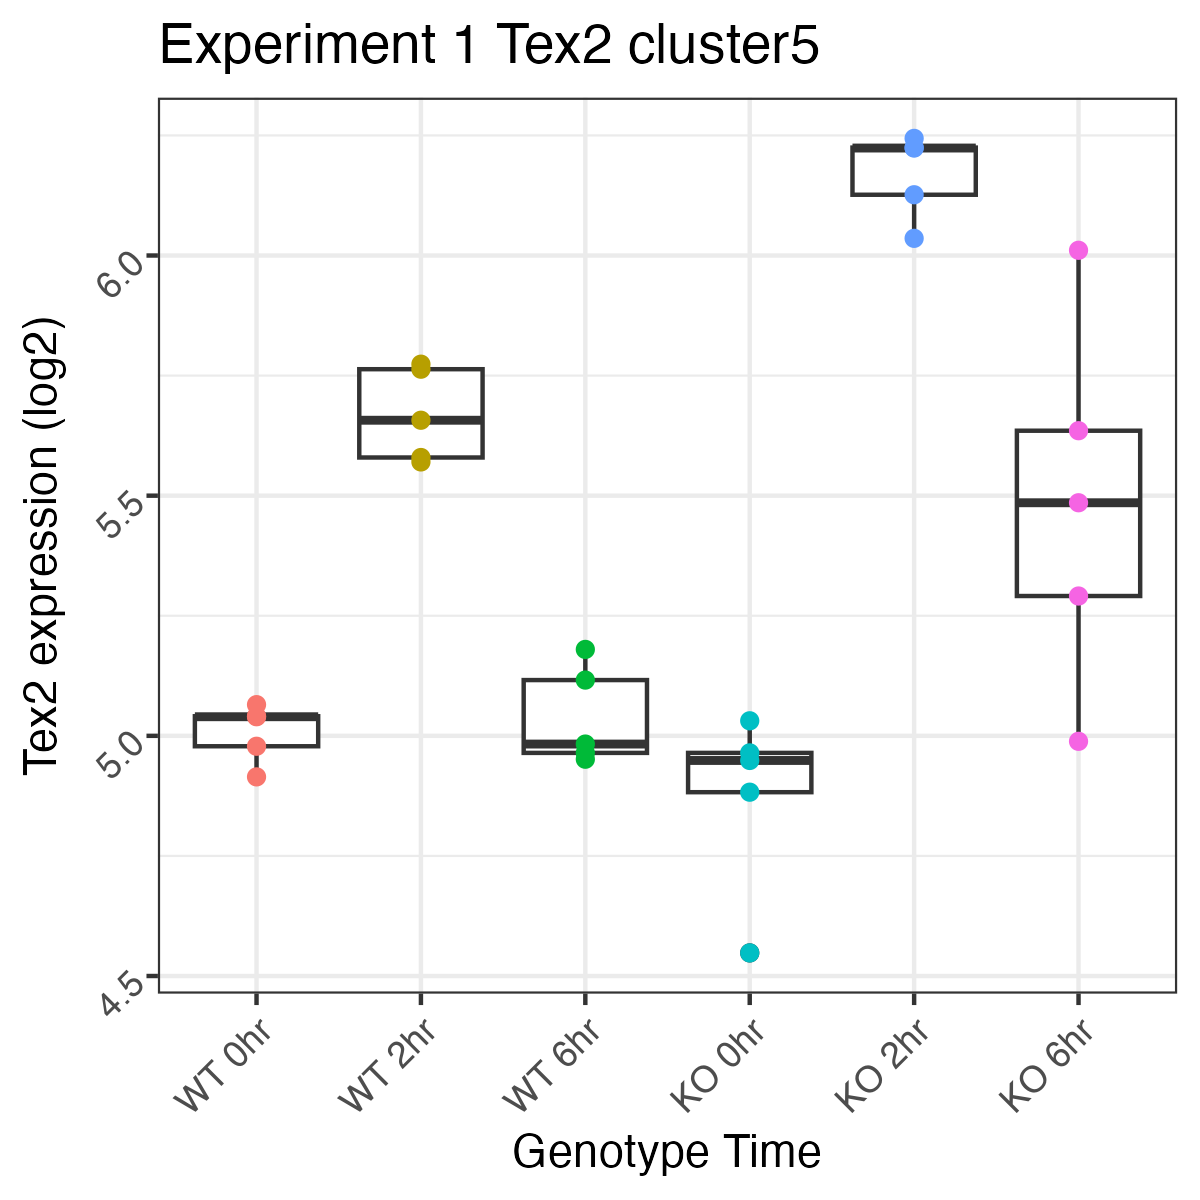 Experiment 1 Tex2 cluster5
Tex2 expression (log2)
6.0
5.5
5.0
4.5
WT 0hr
WT 2hr
WT 6hr
KO 0hr
KO 2hr
KO 6hr
Genotype Time